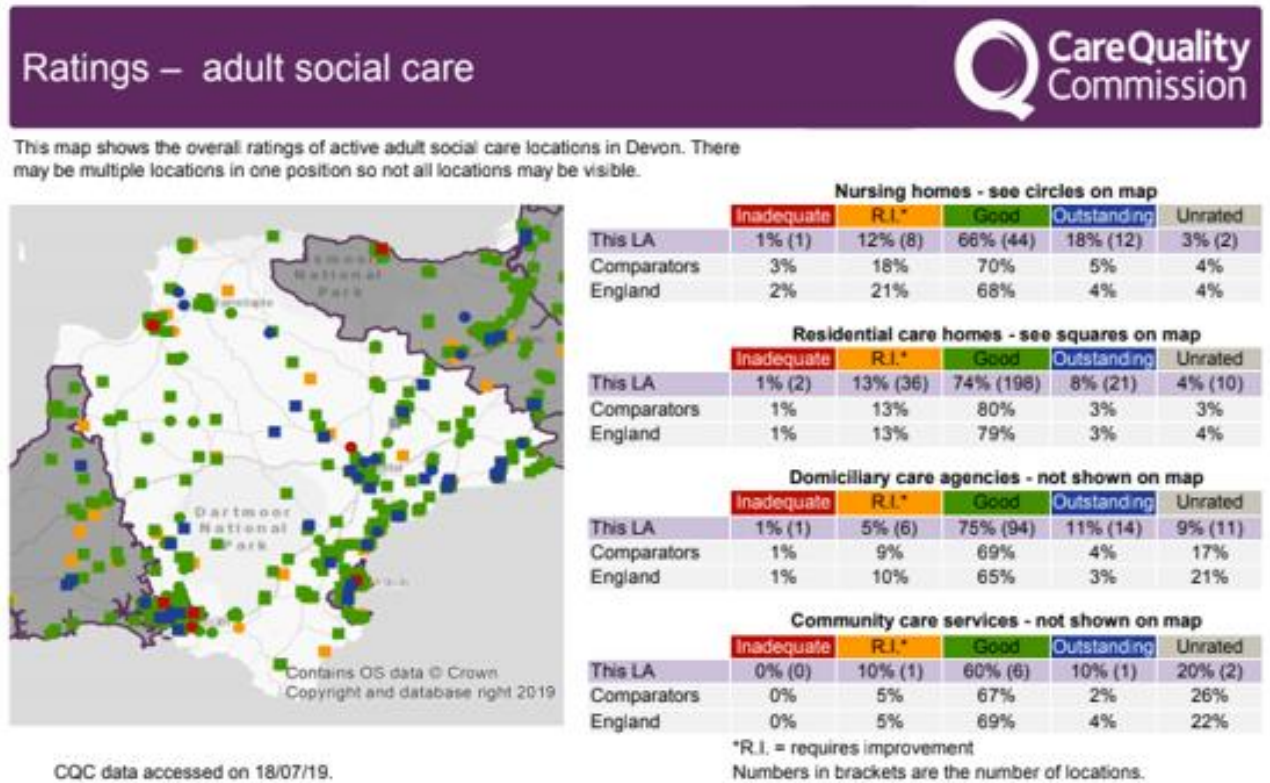 Ratings – adult social care
CareQuality
Commission
This map shows the overall ratings of active adult social care locations in Devon. There
may be multiple locations in one position so not all locations may be visible.
National
Park
Dartmoor
National
Park
Contains OS data © Crown
Copyright and database right 2019
CQC data accessed on 18/07/19.
Nursing homes - see circles on map
Inadequate R.I.* Good Outstanding Unrated
This LA 1% (1) 12% (8) 66% (44) 18% (12) 3% (2)
Comparators 3% 18% 70% 5% 4%
England 2% 21% 68% 4% 4%
Residential care homes - see squares on map
Inadequate R.I.* Good Outstanding Unrated
This LA 1% (2) 13% (36) 74% (198) 8% (21) 4% (10)
Comparators 1% 13% 80% 3% 3%
England 1% 13% 79% 3% 4%
Domiciliary care agencies - not shown on map
Inadequate R.I.* Good Outstanding Unrated
This LA 1% (1) 5% (6) 75% (94) 11% (14) 9% (11)
Comparators 1% 9% 69% 4% 17%
England 1% 10% 65% 3% 21%
Community care services - not shown on map
Inadequate R.I.* Good Outstanding Unrated
This LA 0% (0) 10% (1) 60% (6) 10% (1) 20% (2)
Comparators 0% 5% 67% 2% 26%
England 0% 5% 69% 4% 22%
*R.I. = requires improvement
Numbers in brackets are the number of locations.